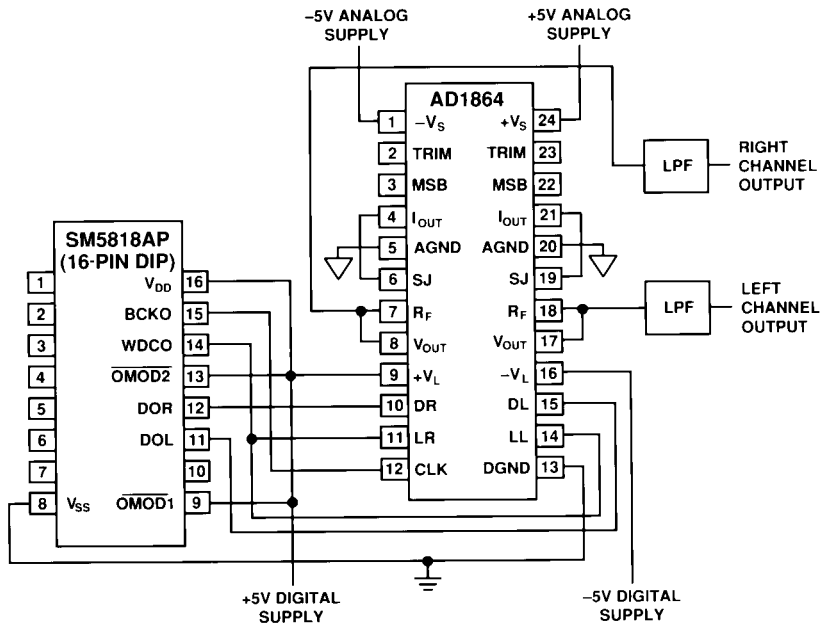 –5V ANALOG
SUPPLY
+5V ANALOG
SUPPLY
AD1864
1 –VS
+VS 24
2 TRIM
TRIM 23
3 MSB
MSB 22
4 IOUT
IOUT 21
5 AGND
AGND 20
6 SJ
SJ 19
7 RF
RF 18
8 VOUT
VOUT 17
9 +VL
–VL 16
10 DR
DL 15
11 LR
LL 14
12 CLK
DGND 13
LPF
RIGHT
CHANNEL
OUTPUT
LPF
LEFT
CHANNEL
OUTPUT
SM5818AP
(16-PIN DIP)
1
VDD 16
2
BCKO 15
3
WDCO 14
4
OMOD2 13
5
DOR 12
6
DOL 11
7
10
8 VSS
OMOD1 9
+5V DIGITAL
SUPPLY
–5V DIGITAL
SUPPLY